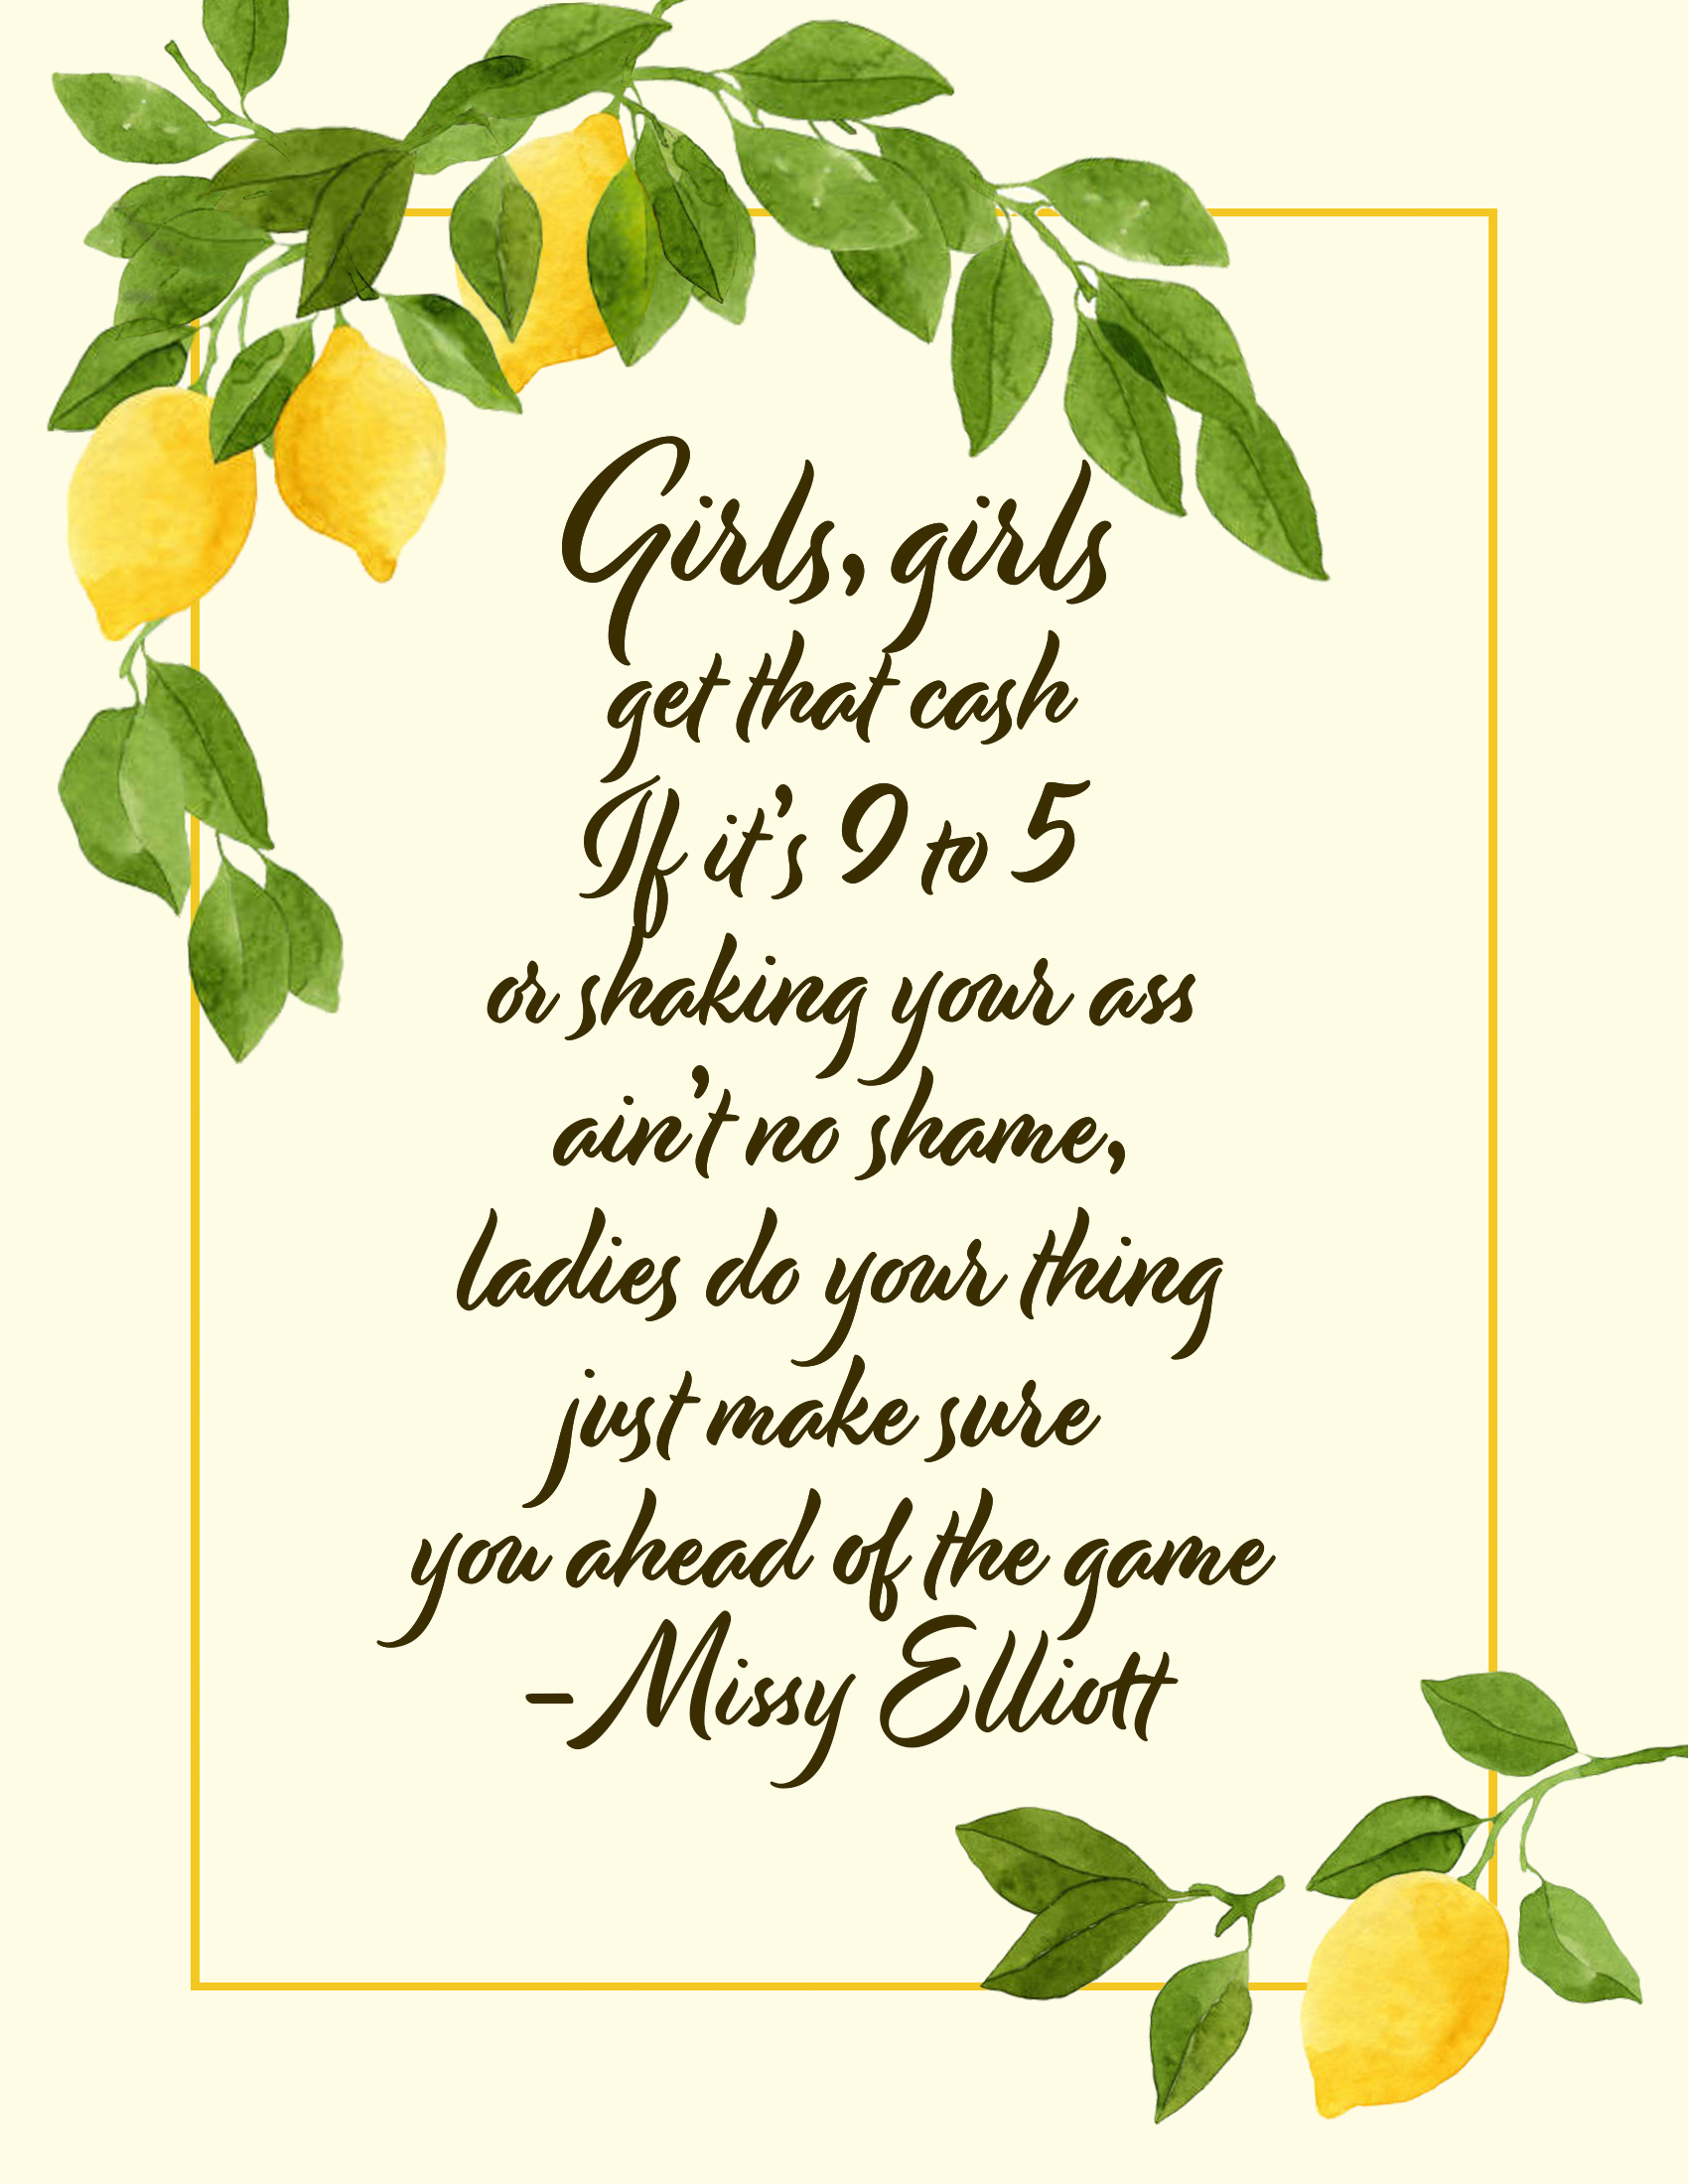 Girls, girls
get that cash
If it's 9 to 5
or shaking your ass
ain't no shame,
ladies do your thing
just make sure
you ahead of the game
- Missy Elliott